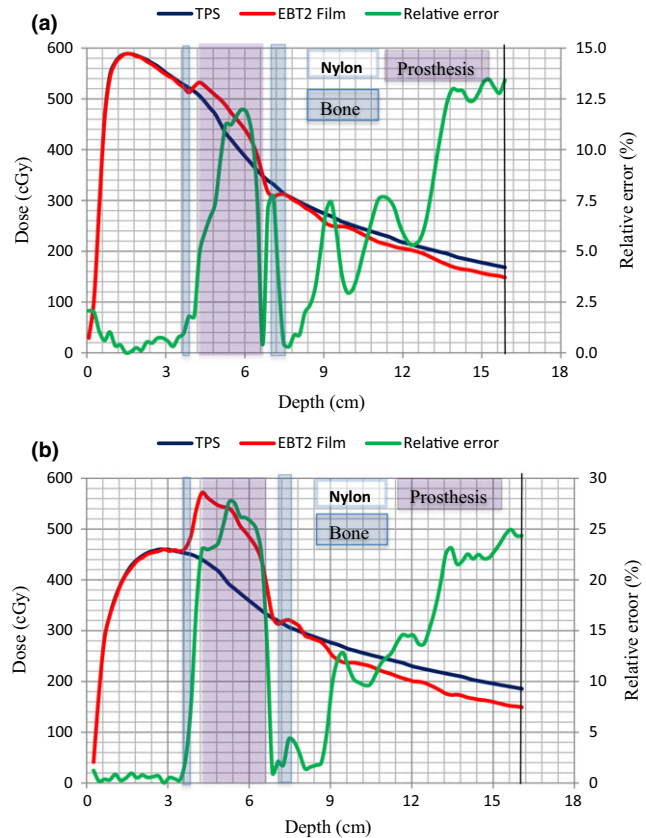 (a)
TPS EBT2 Film Relative error
600 15.0
Nylon Prosthesis
500 12.5
Bone
400 10.0
300 7.5
200 5.0
100 2.5
0 0.0
Dose (cGy)
Relative error (%)
0 3 6 9 12 15 18
Depth (cm)
(b)
TPS EBT2 Film Relative error
600 30
Nylon Prosthesis
500 25
Bone
400 20
300 15
200 10
100 5
0 0
Dose (cGy)
Relative eroor (%)
0 3 6 9 12 15 18
Depth (cm)